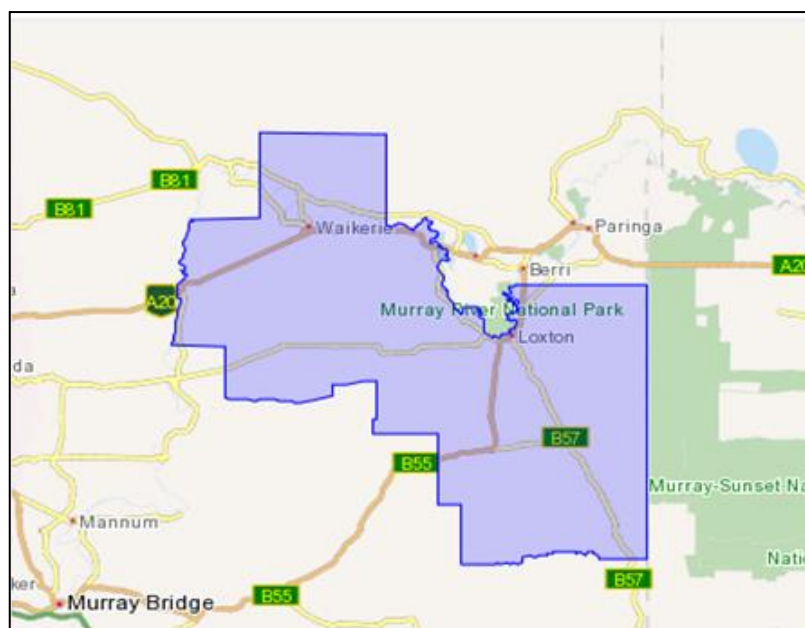 B81
B81
Waikerie
Paringa
A20
Berri
A20
Murray River National Park
Loxton
da
B57
B55
Murray-Sunset Na
Mannum
Natio
B57
ker
B55
Murray Bridge